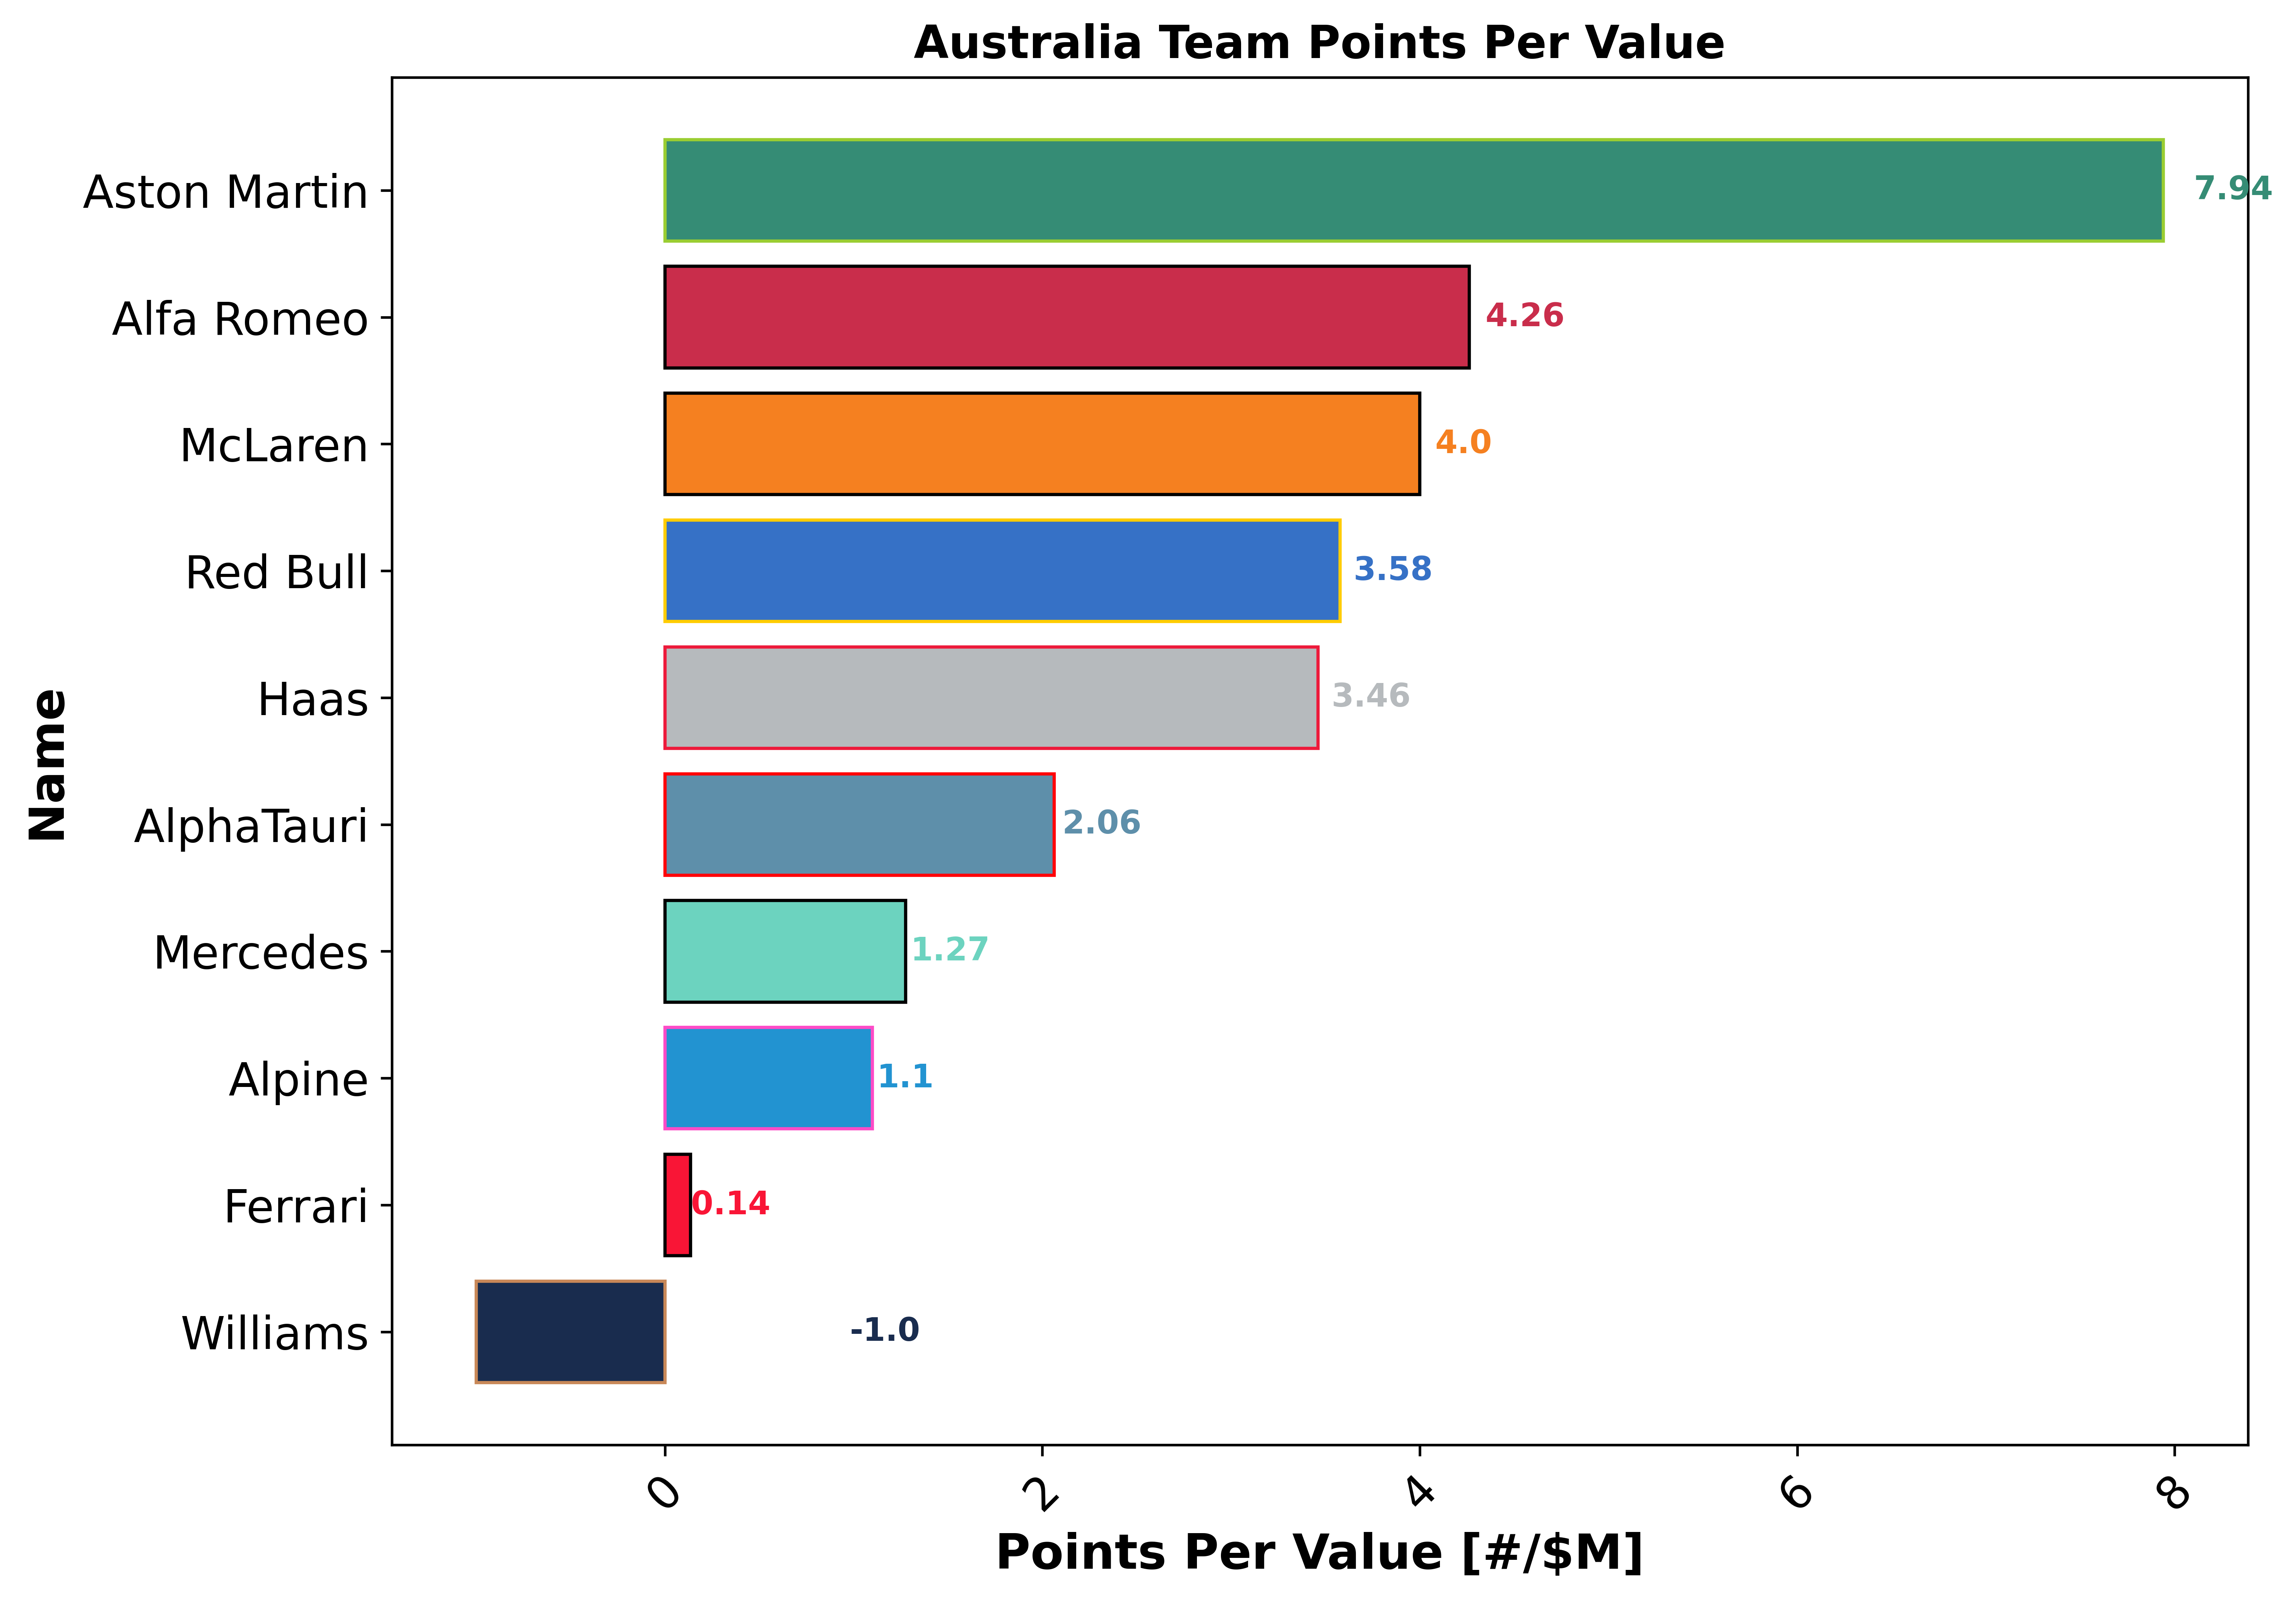 Australia Team Points Per Value
Name
Aston Martin
7.94
Alfa Romeo
4.26
McLaren
4.0
Red Bull
3.58
Haas
3.46
AlphaTauri
2.06
Mercedes
1.27
Alpine
1.1
Ferrari
0.14
Williams
-1.0
0 2 4 6 8
Points Per Value [#/$M]